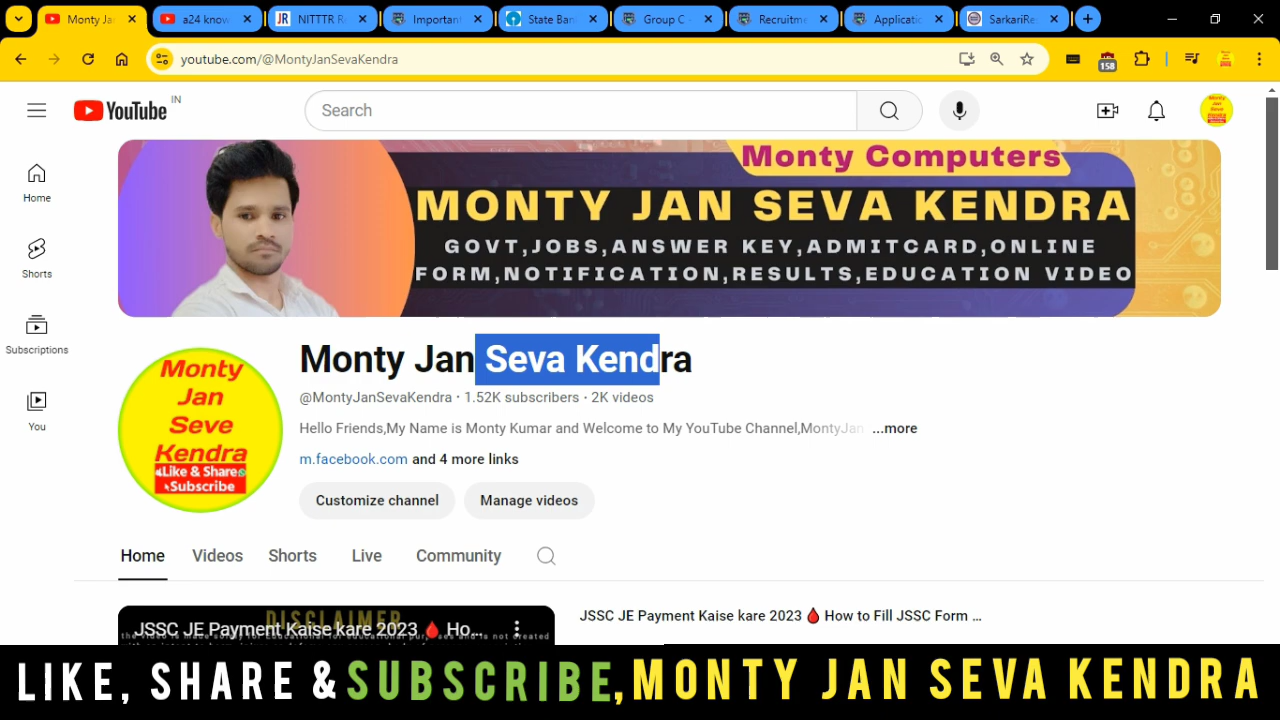 Monty Ja
a24 know
NITTTR R
Important
State Ban
Group C -
Recruitme
Applicatio
SarkariRes
youtube.com/@MontyJanSevaKendra
158
YouTube IN
Search
Home
Shorts
Subscriptions
You
Monty Computers
MONTY JAN SEVA KENDRA
GOVT,JOBS,ANSWER KEY,ADMITCARD,ONLINE
FORM,NOTIFICATION,RESULTS,EDUCATION VIDEO
Monty
Jan
Seve
Kendra
Like & Share
Subscribe
Monty Jan Seva Kendra
@MontyJanSevaKendra · 1.52K subscribers · 2K videos
Hello Friends,My Name is Monty Kumar and Welcome to My YouTube Channel,MontyJan ...more
m.facebook.com and 4 more links
Customize channel Manage videos
Home Videos Shorts Live Community
DISCLAIMER
JSSC JE Payment Kaise kare 2023 🩸 Ho...
JSSC JE Payment Kaise kare 2023 🩸 How to Fill JSSC Form ...
LIKE, SHARE & SUBSCRIBE, MONTY JAN SEVA KENDRA